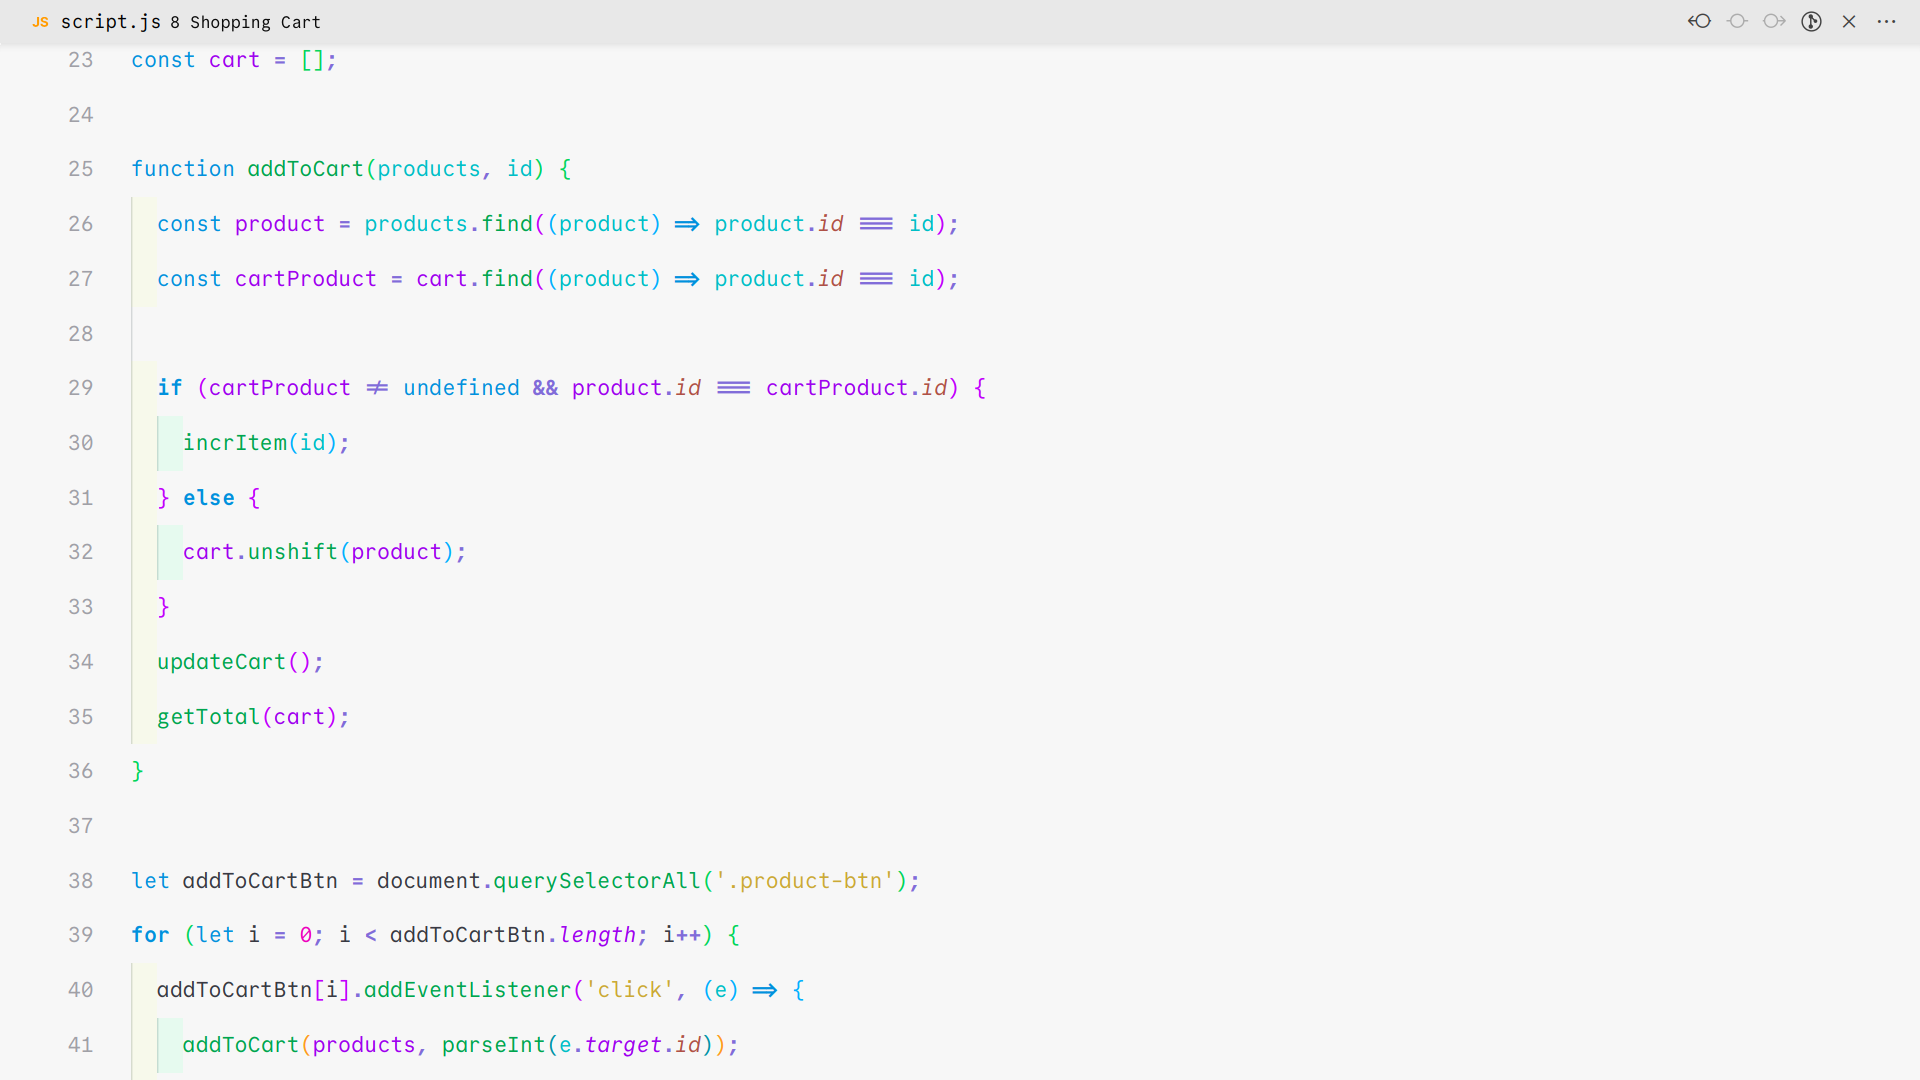 JS script.js 8 Shopping Cart
23 const cart = [];
24
25 function addToCart(products, id) {
26 const product = products.find((product) => product.id === id);
27 const cartProduct = cart.find((product) => product.id === id);
28
29 if (cartProduct != undefined && product.id === cartProduct.id) {
30 incrItem(id);
31 } else {
32 cart.unshift(product);
33 }
34 updateCart();
35 getTotal(cart);
36 }
37
38 let addToCartBtn = document.querySelectorAll('.product-btn');
39 for (let i = 0; i < addToCartBtn.length; i++) {
40 addToCartBtn[i].addEventListener('click', (e) => {
41 addToCart(products, parseInt(e.target.id));